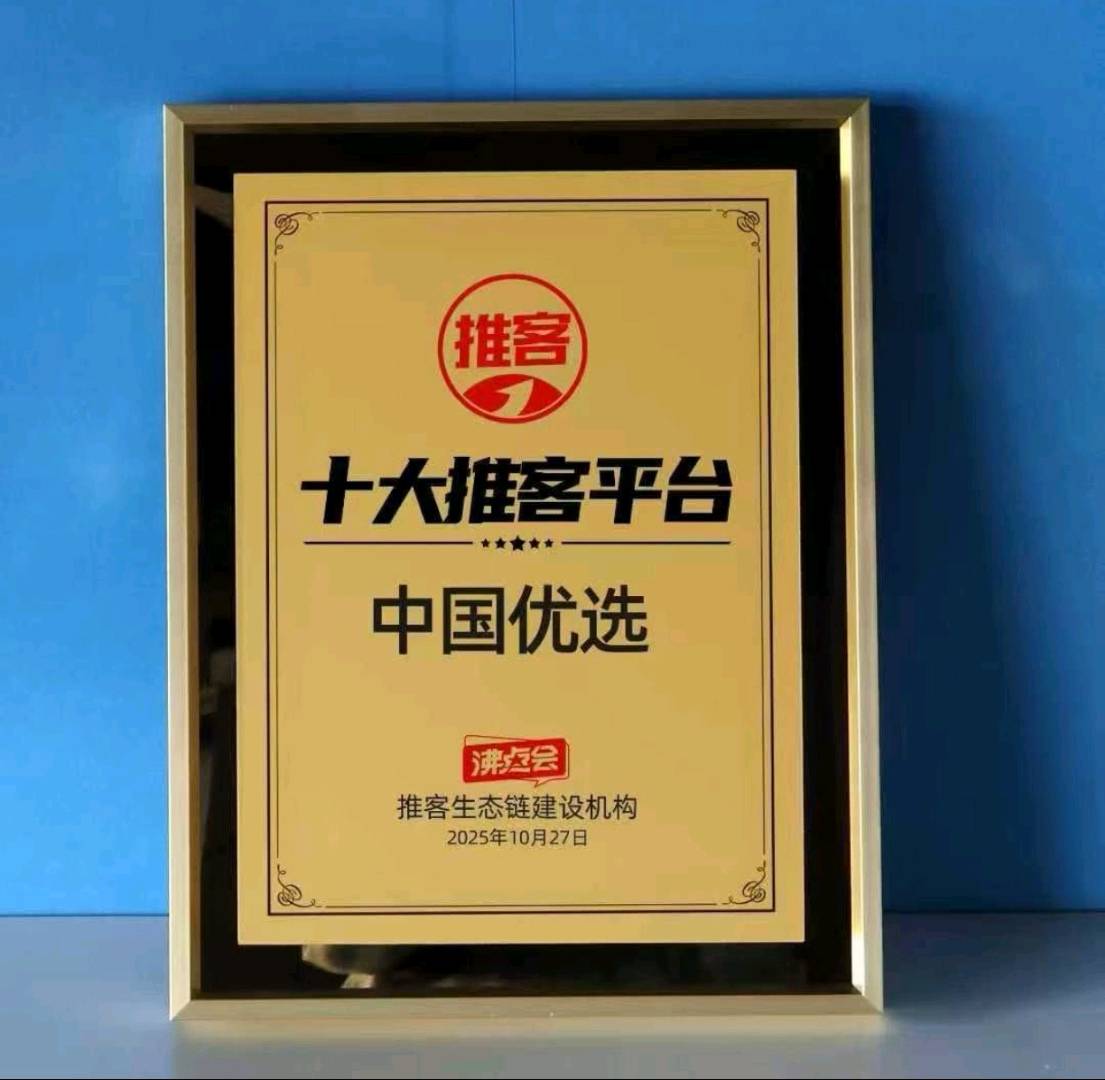 推客
十大推客平台
中国优选
沸点会
推客生态链建设机构
2025年10月27日